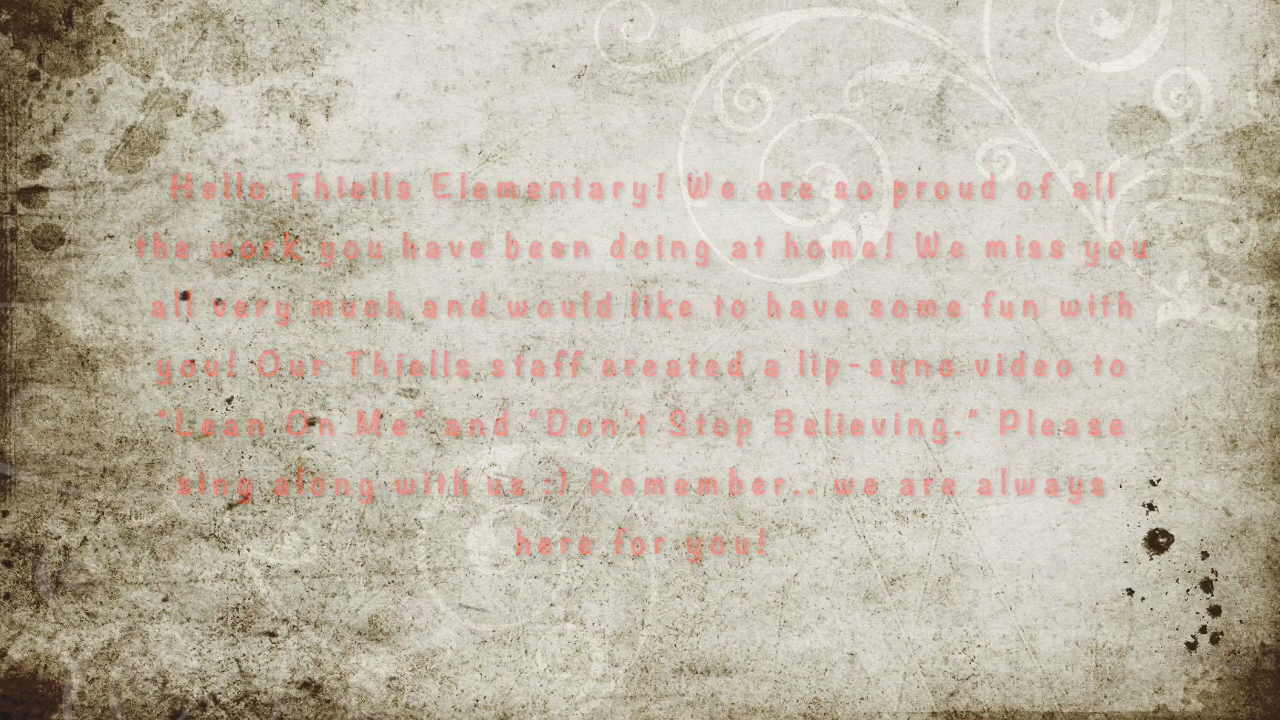 Hello Thiells Elementary! We are so proud of all
the work you have been doing at home! We miss you
all very much and would like to have some fun with
you! Our Thiells staff created a lip-sync video to
"Lean On Me" and "Don't Stop Believing." Please
sing along with us :) Remember.. we are always
here for you!